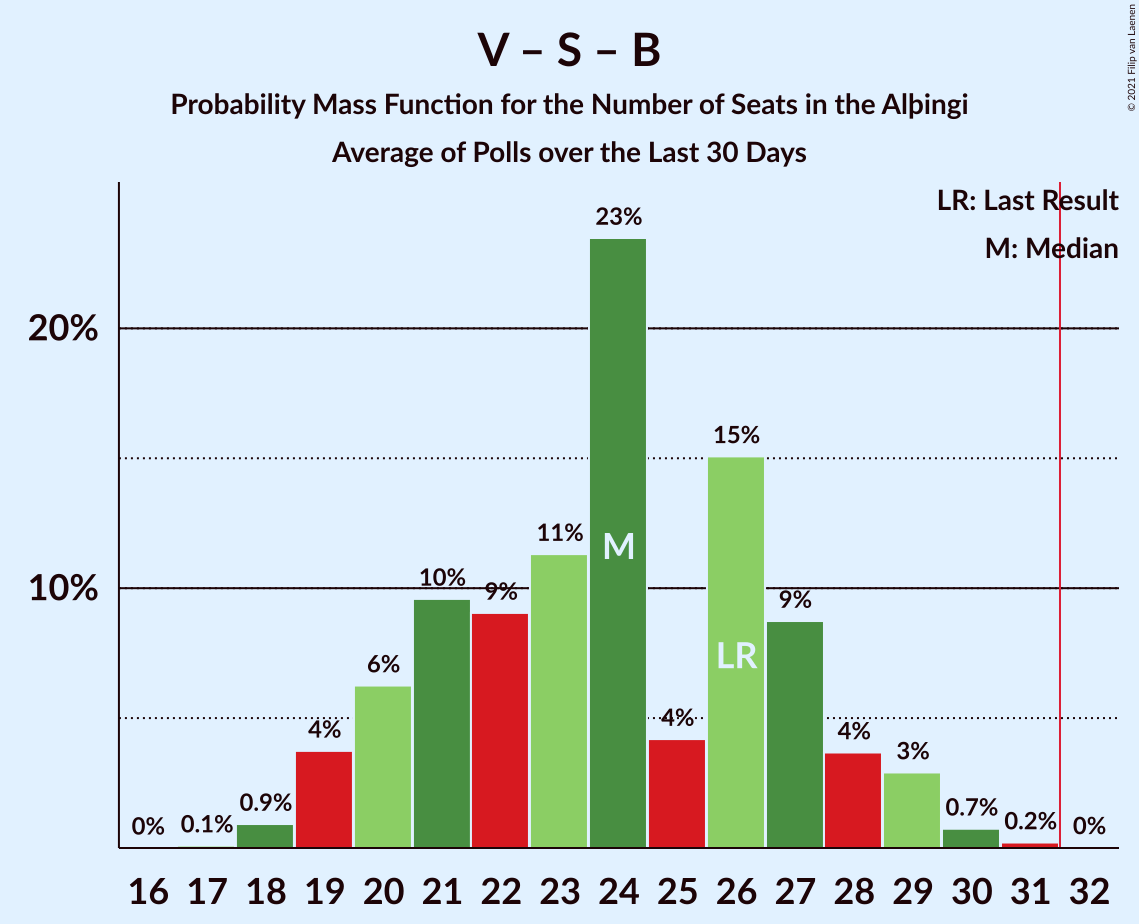 V – S – B
Probability Mass Function for the Number of Seats in the Alþingi
Average of Polls over the Last 30 Days
© 2021 Filip van Laenen
LR: Last Result
M: Median
20%
10%
0%
0.1%
0.9%
4%
6%
10%
9%
11%
23%
4%
15%
9%
4%
3%
0.7%
0.2%
0%
M
LR
16 17 18 19 20 21 22 23 24 25 26 27 28 29 30 31 32